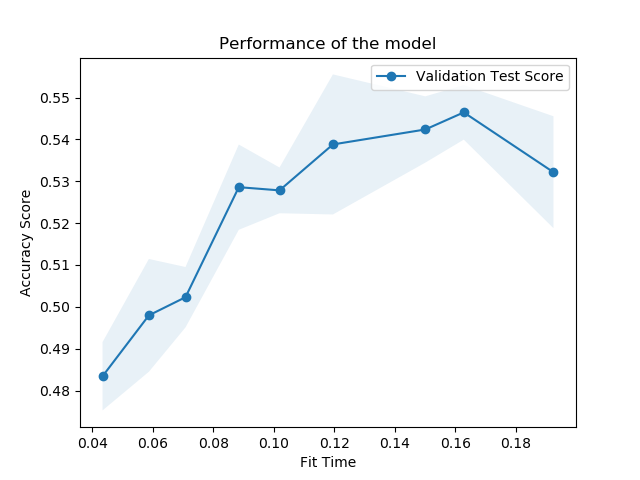 Performance of the model
Validation Test Score
Accuracy Score
0.55
0.54
0.53
0.52
0.51
0.50
0.49
0.48
0.04 0.06 0.08 0.10 0.12 0.14 0.16 0.18
Fit Time